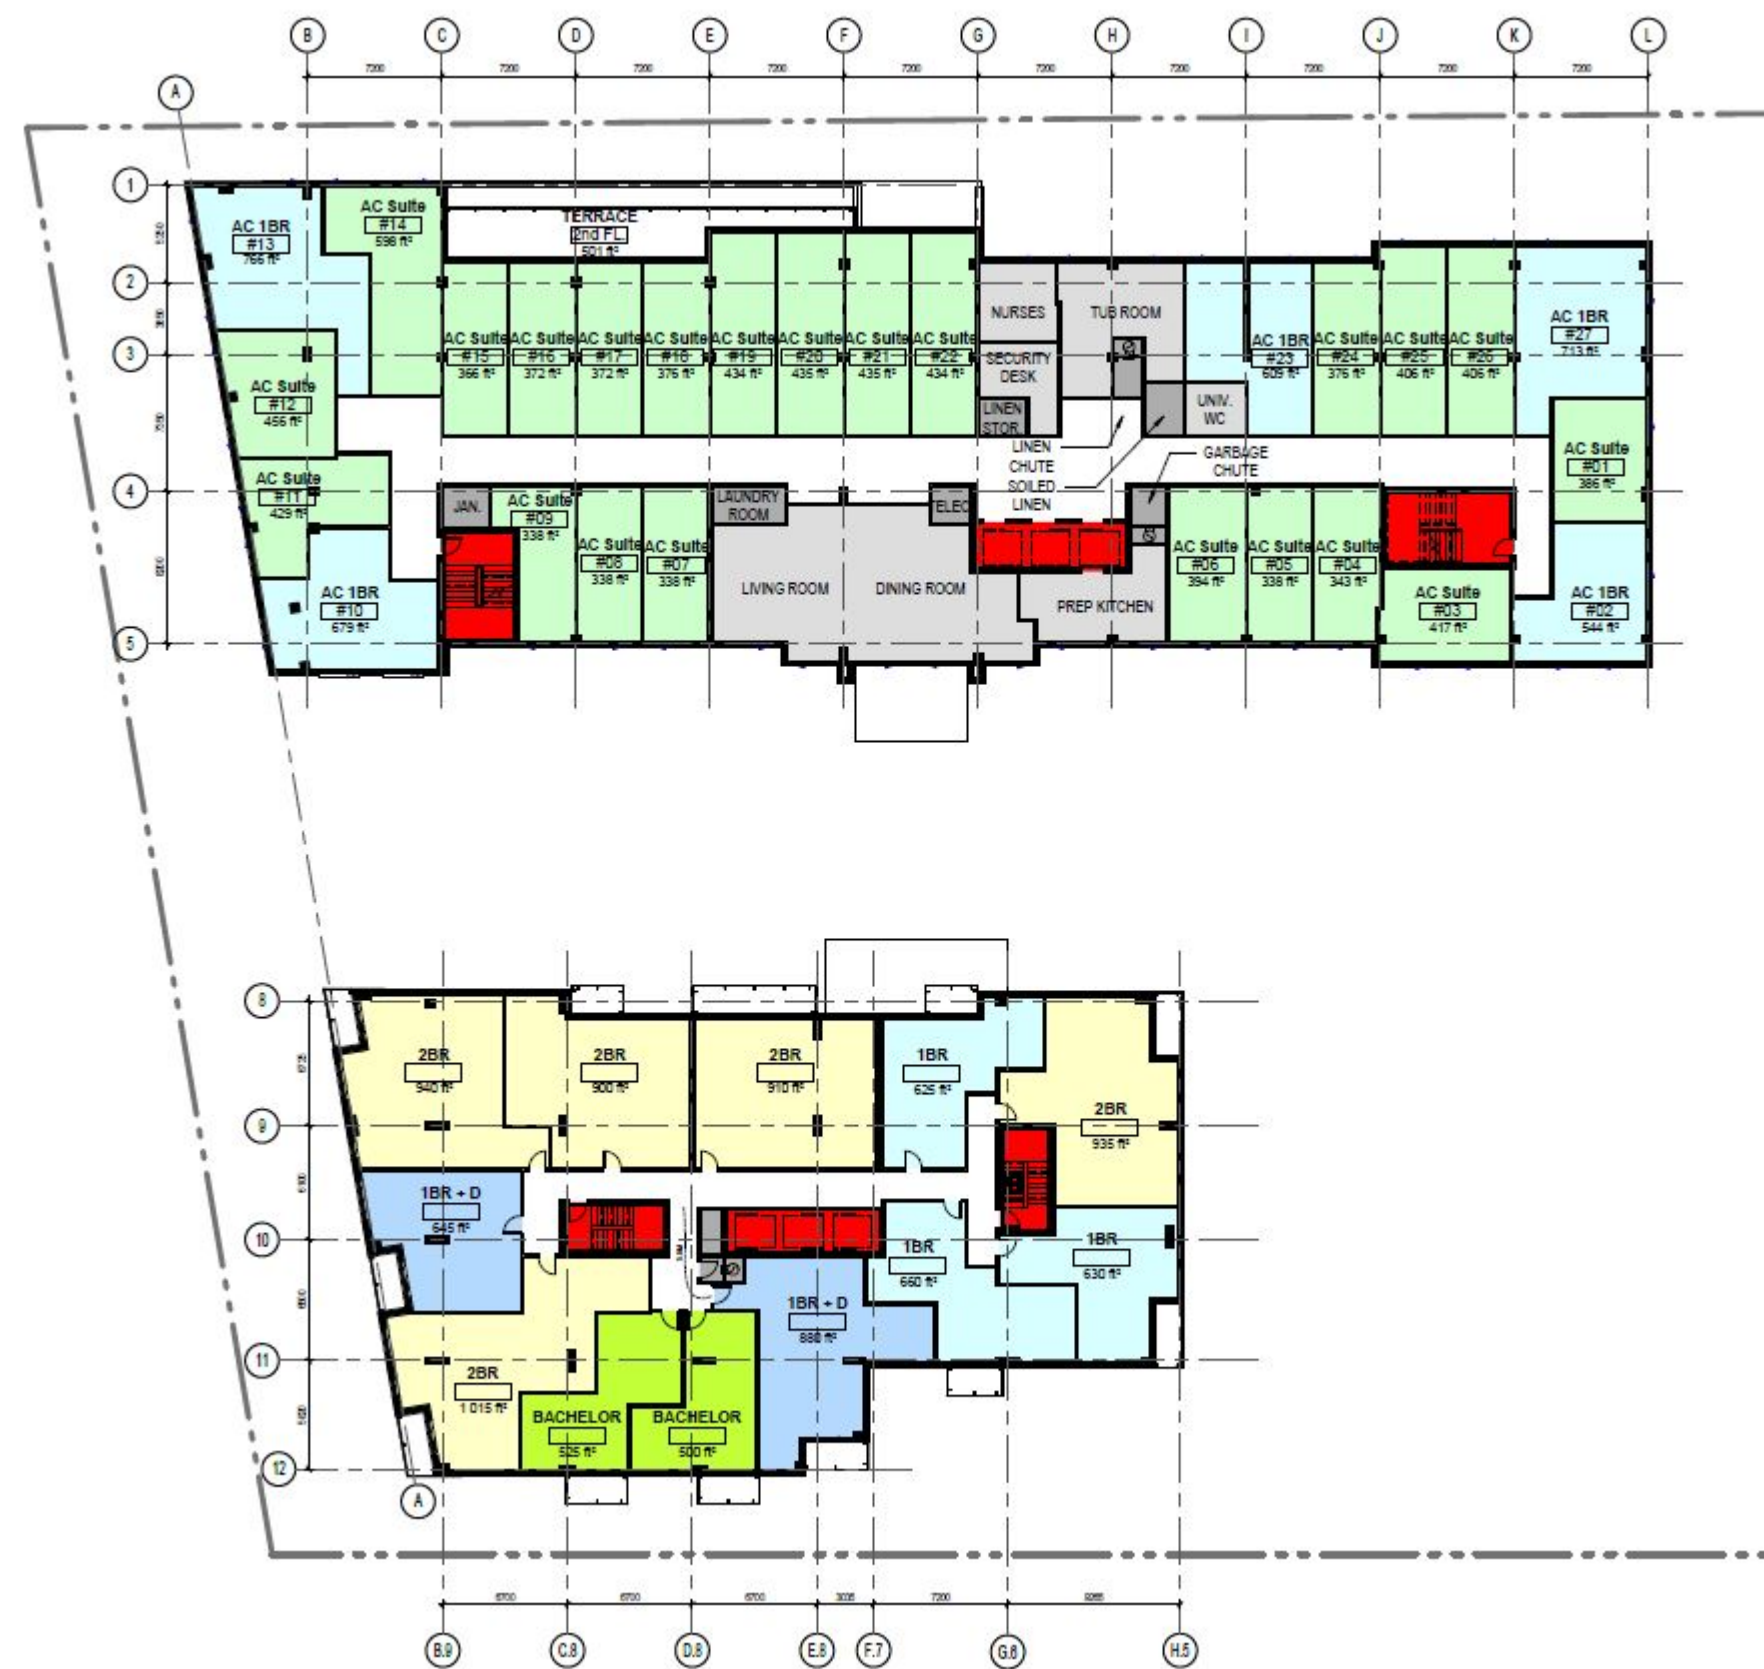 B C D E F G H I J K L
7200 7200 7200 7200 7200 7200 7200 7200 7200 7200
A
1
2
3
4
5
AC 1BR
#13
766 ft²
AC Suite
#14
598 ft²
TERRACE
2nd FL.
501 ft²
AC Suite
#12
456 ft²
AC Suite
#11
429 ft²
AC 1BR
#10
679 ft²
AC Suite
#15
366 ft²
AC Suite
#16
372 ft²
AC Suite
#17
372 ft²
AC Suite
#18
376 ft²
AC Suite
#19
434 ft²
AC Suite
#20
435 ft²
AC Suite
#21
435 ft²
AC Suite
#22
434 ft²
NURSES
SECURITY
DESK
LINEN
STOR.
TUB ROOM
UNIV.
WC
LINEN
CHUTE
SOILED
LINEN
GARBAGE
CHUTE
AC 1BR
#23
609 ft²
AC Suite
#24
376 ft²
AC Suite
#25
406 ft²
AC Suite
#26
406 ft²
AC 1BR
#27
713 ft²
AC Suite
#01
386 ft²
AC 1BR
#02
544 ft²
JAN.
AC Suite
#09
338 ft²
AC Suite
#08
338 ft²
AC Suite
#07
338 ft²
LAUNDRY
ROOM
TELEC
LIVING ROOM
DINING ROOM
PREP KITCHEN
AC Suite
#06
394 ft²
AC Suite
#05
338 ft²
AC Suite
#04
343 ft²
AC Suite
#03
417 ft²
8
9
10
11
12
2BR
940 ft²
2BR
900 ft²
2BR
910 ft²
1BR
625 ft²
2BR
935 ft²
1BR + D
645 ft²
1BR
660 ft²
1BR
630 ft²
1BR + D
880 ft²
2BR
1 015 ft²
BACHELOR
525 ft²
BACHELOR
500 ft²
A
6700 6700 6700 3035 7200
B.9 C.8 D.8 E.8 F.7 G.6 H.5